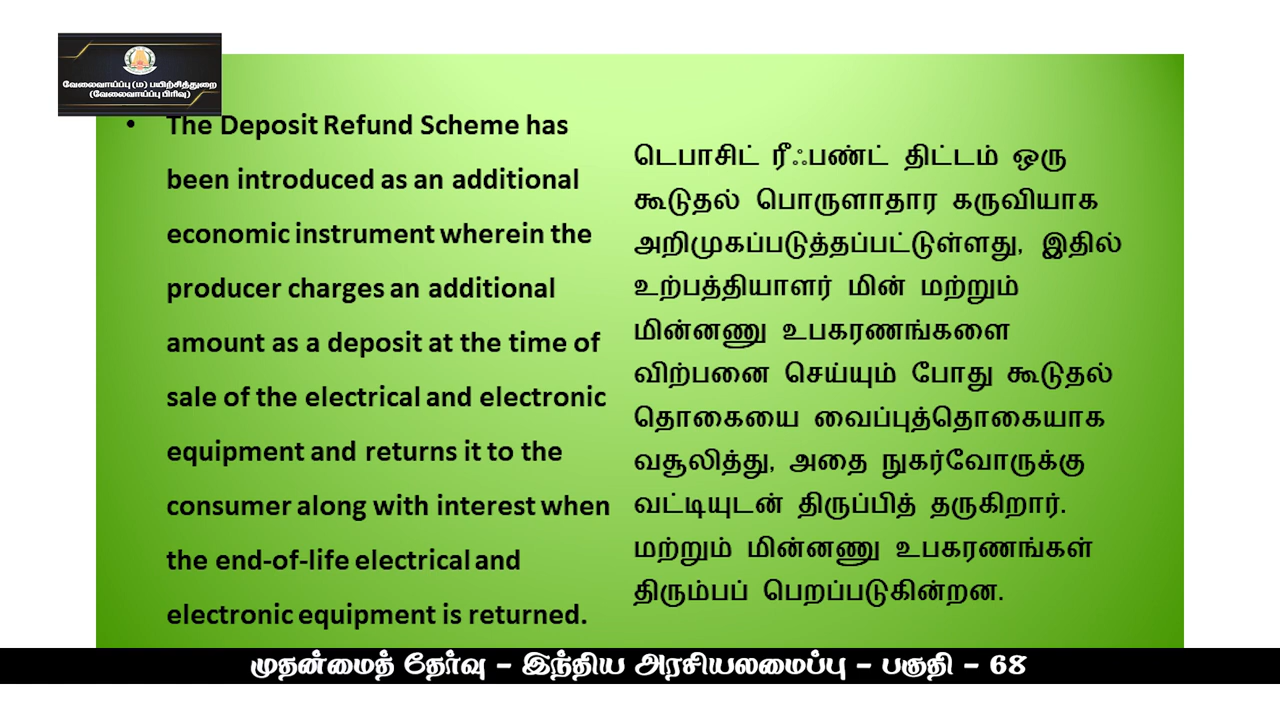 வேலைவாய்ப்பு (ம) பயிற்சித்துறை
(வேலைவாய்ப்பு பிரிவு)
• The Deposit Refund Scheme has
been introduced as an additional
economic instrument wherein the
producer charges an additional
amount as a deposit at the time of
sale of the electrical and electronic
equipment and returns it to the
consumer along with interest when
the end-of-life electrical and
electronic equipment is returned.
டெபாசிட் ரீஃபண்ட் திட்டம் ஒரு
கூடுதல் பொருளாதார கருவியாக
அறிமுகப்படுத்தப்பட்டுள்ளது, இதில்
உற்பத்தியாளர் மின் மற்றும்
மின்னணு உபகரணங்களை
விற்பனை செய்யும் போது கூடுதல்
தொகையை வைப்புத்தொகையாக
வசூலித்து, அதை நுகர்வோருக்கு
வட்டியுடன் திருப்பித் தருகிறார்.
மற்றும் மின்னணு உபகரணங்கள்
திரும்பப் பெறப்படுகின்றன.
முதன்மைத் தேர்வு – இந்திய அரசியலமைப்பு – பகுதி – 68